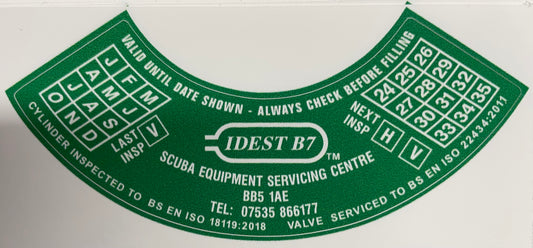 VALID UNTIL DATE SHOWN - ALWAYS CHECK BEFORE FILLING
J F M
A M J
J A S
O N D
LAST INSP V
24 25 26
27 28 29
30 31 32
33 34 35
NEXT INSP H V
IDEST B7 TM
SCUBA EQUIPMENT SERVICING CENTRE
BB5 1AE
TEL: 07535 866177
CYLINDER INSPECTED TO BS EN ISO 18119:2018 VALVE SERVICED TO BS EN ISO 22434:2011